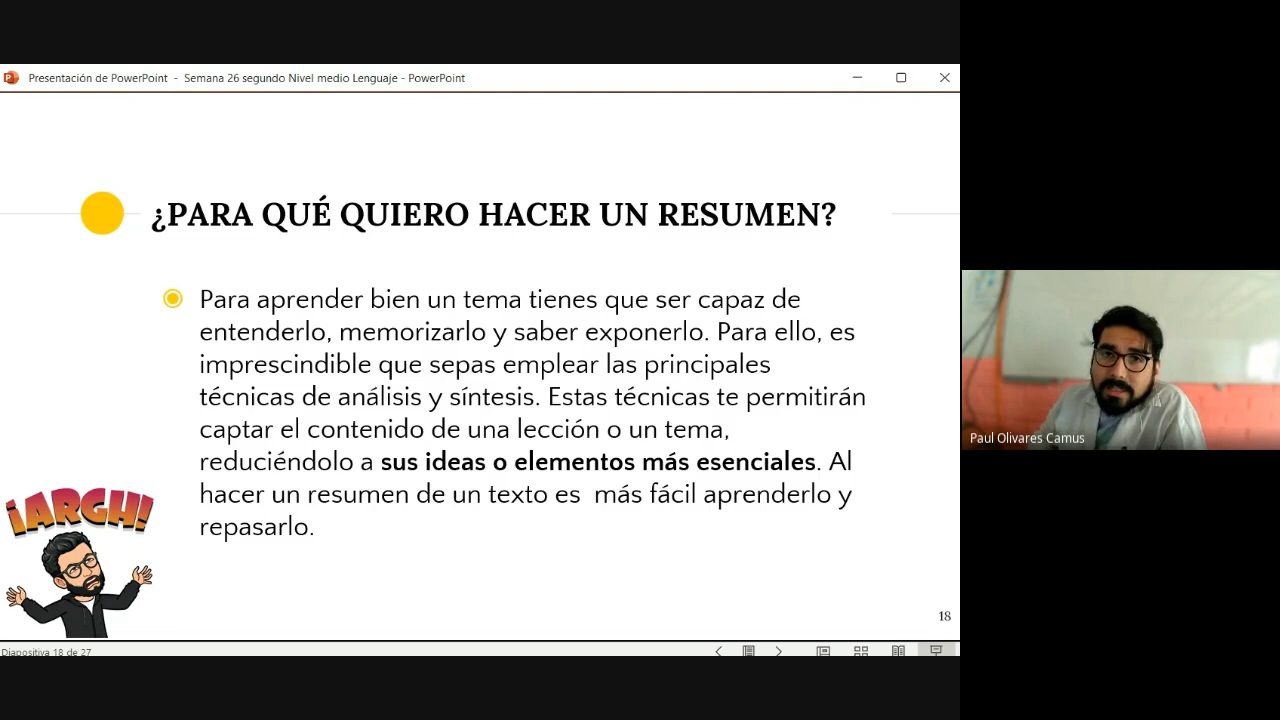 Presentación de PowerPoint - Semana 26 segundo Nivel medio Lenguaje - PowerPoint
¿PARA QUÉ QUIERO HACER UN RESUMEN?
Para aprender bien un tema tienes que ser capaz de
entenderlo, memorizarlo y saber exponerlo. Para ello, es
imprescindible que sepas emplear las principales
técnicas de análisis y síntesis. Estas técnicas te permitirán
captar el contenido de una lección o un tema,
reduciéndolo a sus ideas o elementos más esenciales. Al
hacer un resumen de un texto es más fácil aprenderlo y
repasarlo.
¡ARGH!
18
Diapositiva 18 de 27
Paul Olivares Camus